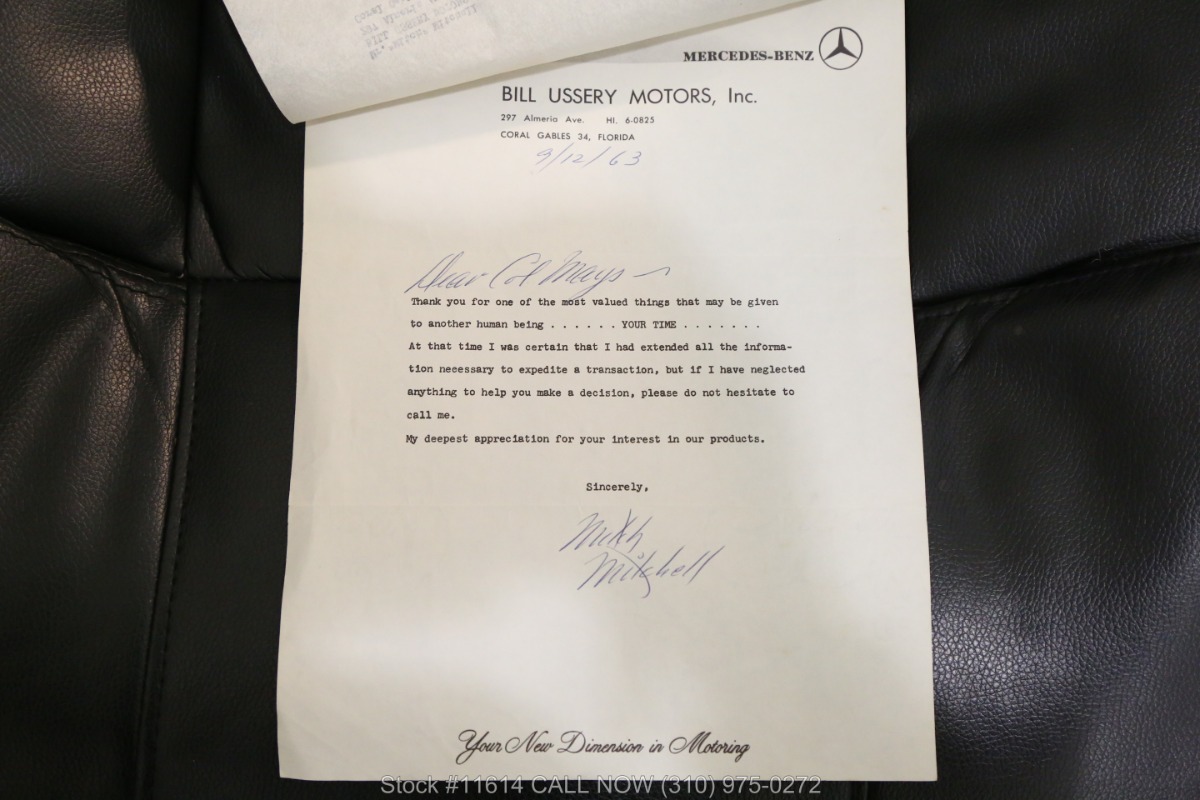 MERCEDES-BENZ
BILL USSERY MOTORS, Inc.
297 Almeria Ave. HI. 6-0825
CORAL GABLES 34, FLORIDA
9/12/63
Dear Col Mays -
Thank you for one of the most valued things that may be given
to another human being . . . . . . YOUR TIME . . . . . . .
At that time I was certain that I had extended all the informa-
tion necessary to expedite a transaction, but if I have neglected
anything to help you make a decision, please do not hesitate to
call me.
My deepest appreciation for your interest in our products.
Sincerely,
Mitchell
Your New Dimension in Motoring
Stock #11614 CALL NOW (310) 975-0272